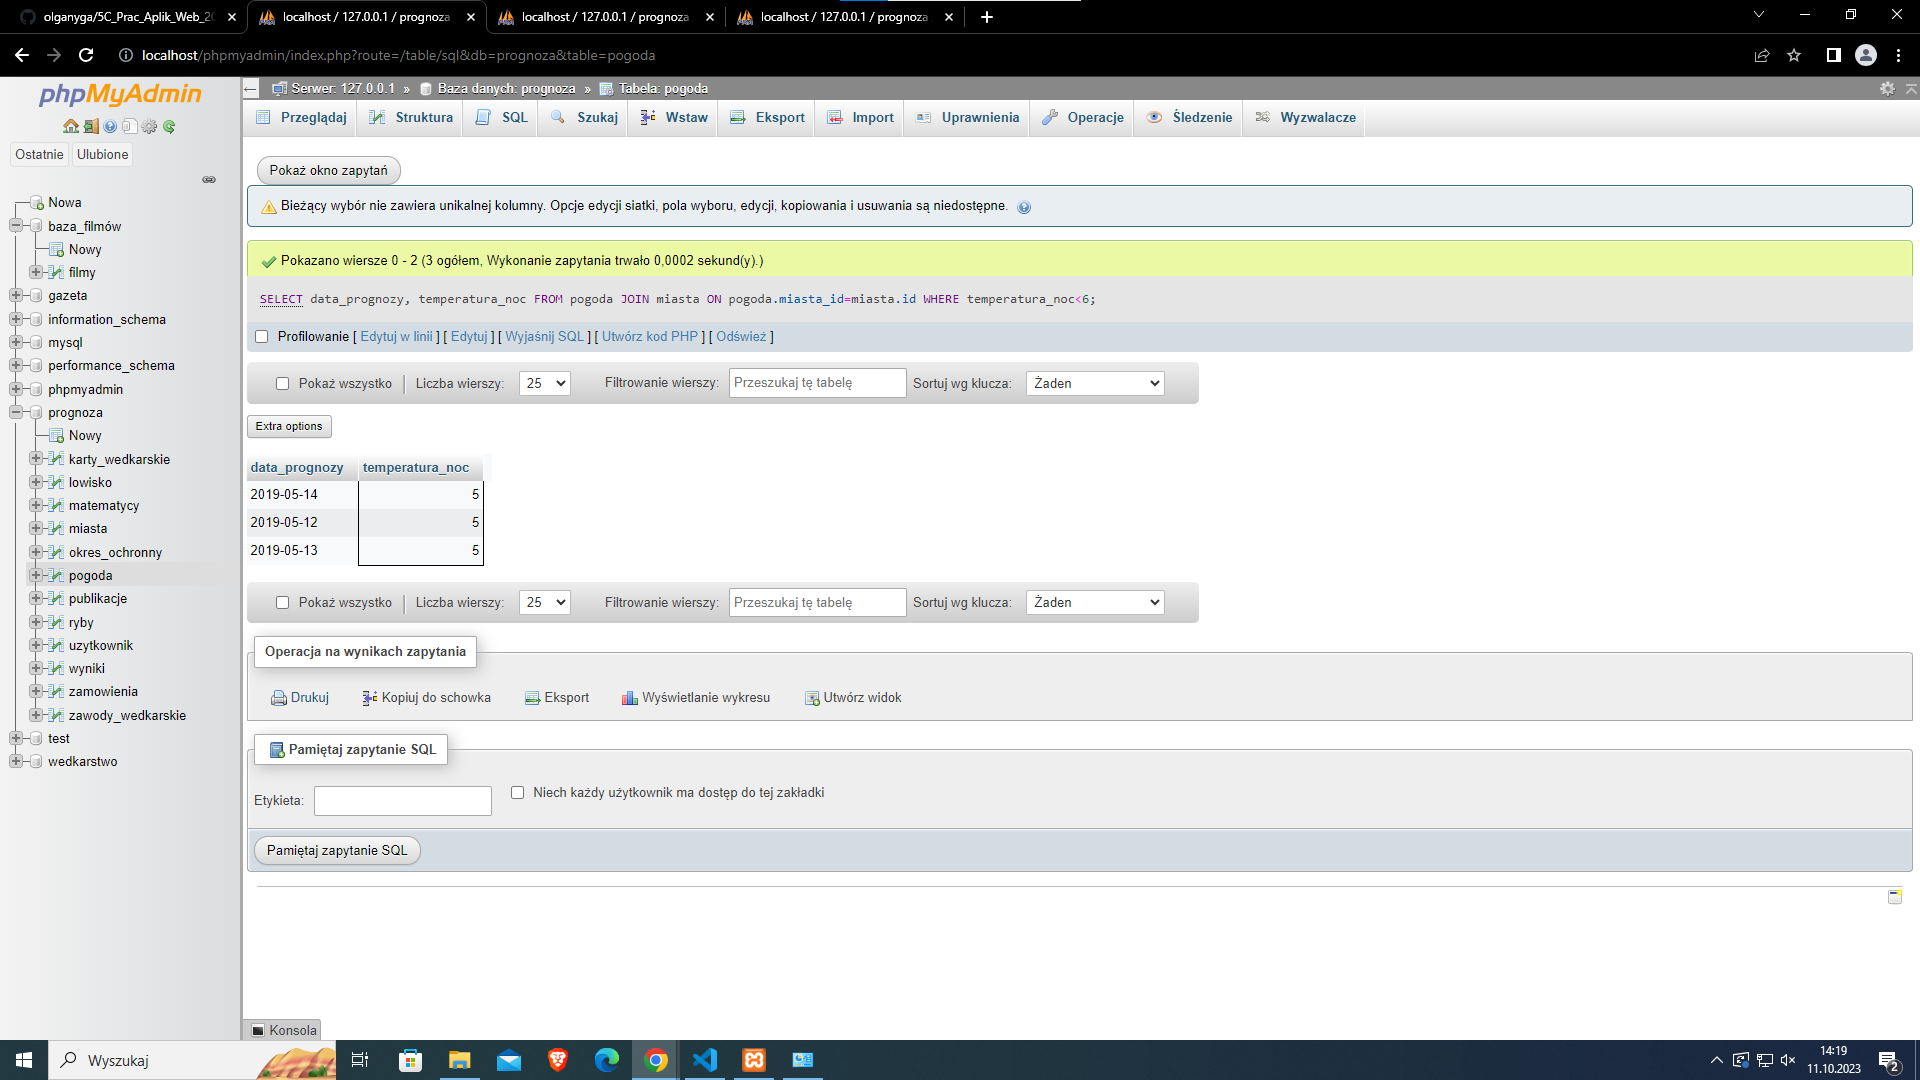 olganyga/5C_Prac_Aplik_Web_20
localhost / 127.0.0.1 / prognoza
localhost / 127.0.0.1 / prognoza
localhost / 127.0.0.1 / prognoza
localhost/phpmyadmin/index.php?route=/table/sql&db=prognoza&table=pogoda
phpMyAdmin
Ostatnie
Ulubione
Nowa
baza_filmów
Nowy
filmy
gazeta
information_schema
mysql
performance_schema
phpmyadmin
prognoza
Nowy
karty_wedkarskie
lowisko
matematycy
miasta
okres_ochronny
pogoda
publikacje
ryby
uzytkownik
wyniki
zamowienia
zawody_wedkarskie
test
wedkarstwo
Serwer: 127.0.0.1 » Baza danych: prognoza » Tabela: pogoda
Przeglądaj Struktura SQL Szukaj Wstaw Eksport Import Uprawnienia Operacje Śledzenie Wyzwalacze
Pokaż okno zapytań
Bieżący wybór nie zawiera unikalnej kolumny. Opcje edycji siatki, pola wyboru, edycji, kopiowania i usuwania są niedostępne.
Pokazano wiersze 0 - 2 (3 ogółem, Wykonanie zapytania trwało 0,0002 sekund(y).)
SELECT data_prognozy, temperatura_noc FROM pogoda JOIN miasta ON pogoda.miasta_id=miasta.id WHERE temperatura_noc<6;
Profilowanie [ Edytuj w linii ] [ Edytuj ] [ Wyjaśnij SQL ] [ Utwórz kod PHP ] [ Odśwież ]
Pokaż wszystko | Liczba wierszy: 25 Filtrowanie wierszy: Przeszukaj tę tabelę Sortuj wg klucza: Żaden
Extra options
data_prognozy temperatura_noc
2019-05-14 5
2019-05-12 5
2019-05-13 5
Pokaż wszystko | Liczba wierszy: 25 Filtrowanie wierszy: Przeszukaj tę tabelę Sortuj wg klucza: Żaden
Operacja na wynikach zapytania
Drukuj Kopiuj do schowka Eksport Wyświetlanie wykresu Utwórz widok
Pamiętaj zapytanie SQL
Etykieta: Niech każdy użytkownik ma dostęp do tej zakładki
Pamiętaj zapytanie SQL
Konsola
Wyszukaj
14:19
11.10.2023
2